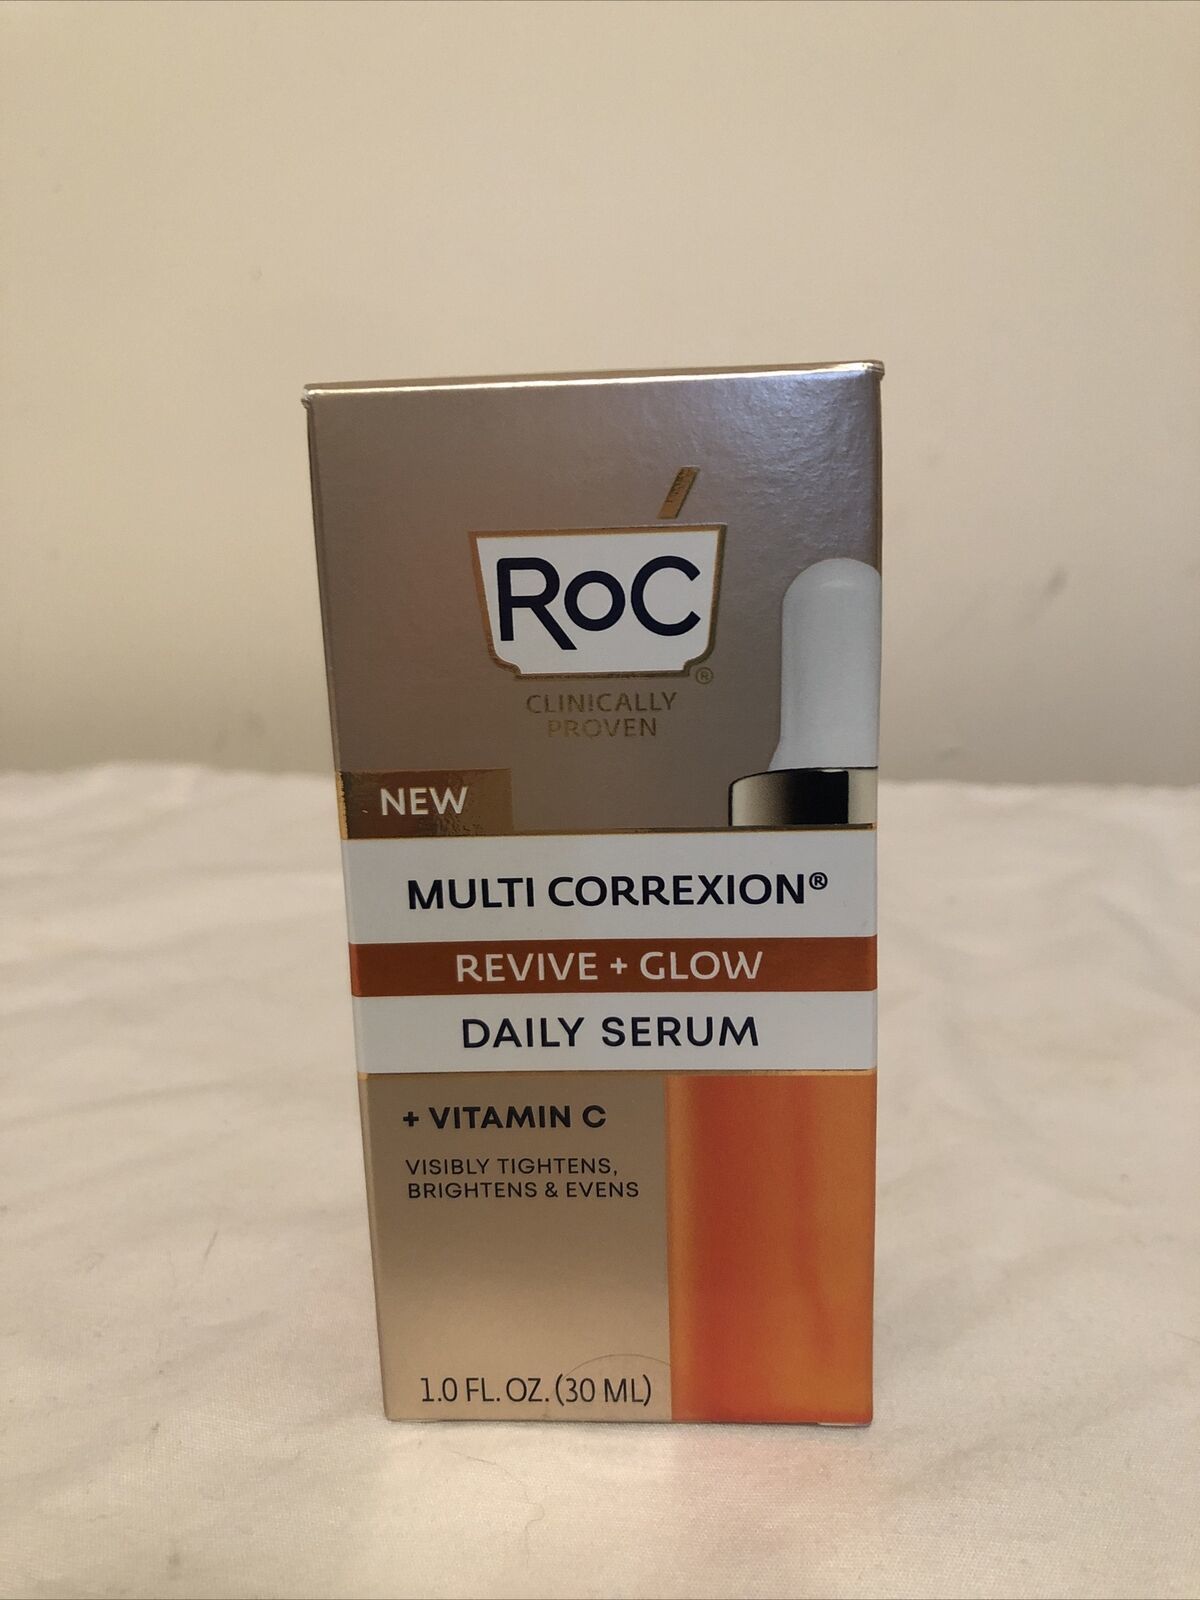 RoC
®
CLINICALLY
PROVEN
NEW
MULTI CORREXION®
REVIVE + GLOW
DAILY SERUM
+ VITAMIN C
VISIBLY TIGHTENS,
BRIGHTENS & EVENS
1.0 FL. OZ. (30 ML)